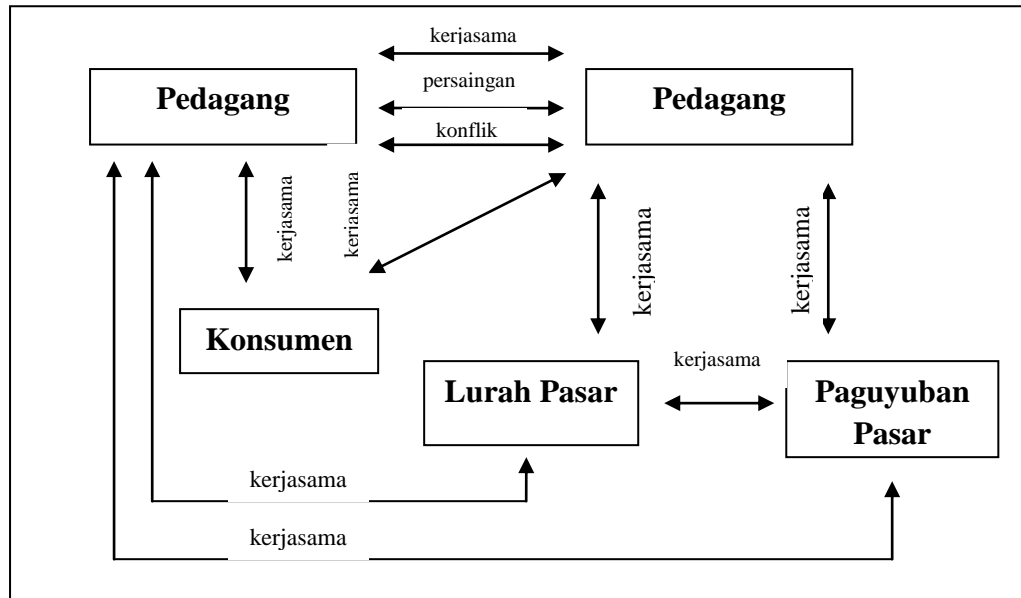 kerjasama
Pedagang
persaingan
Pedagang
konflik
kerjasama
keriasama
kerjasama
kerjasama
Konsumen
Lurah Pasar
kerjasama
Paguyuban
Pasar
kerjasama
kerjasama